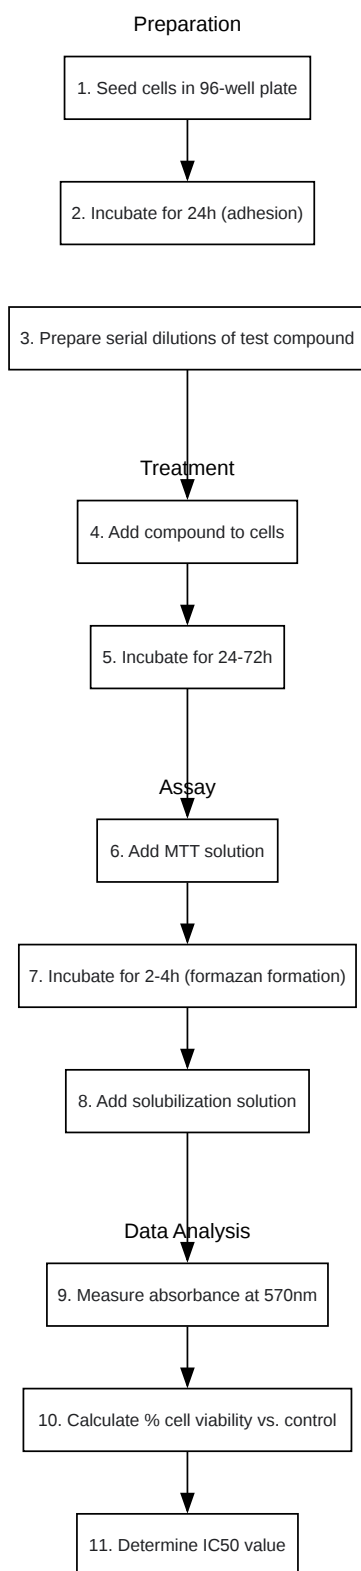 Preparation
1. Seed cells in 96-well plate
2. Incubate for 24h (adhesion)
3. Prepare serial dilutions of test compound
Treatment
4. Add compound to cells
5. Incubate for 24-72h
Assay
6. Add MTT solution
7. Incubate for 2-4h (formazan formation)
8. Add solubilization solution
Data Analysis
9. Measure absorbance at 570nm
10. Calculate % cell viability vs. control
11. Determine IC50 value